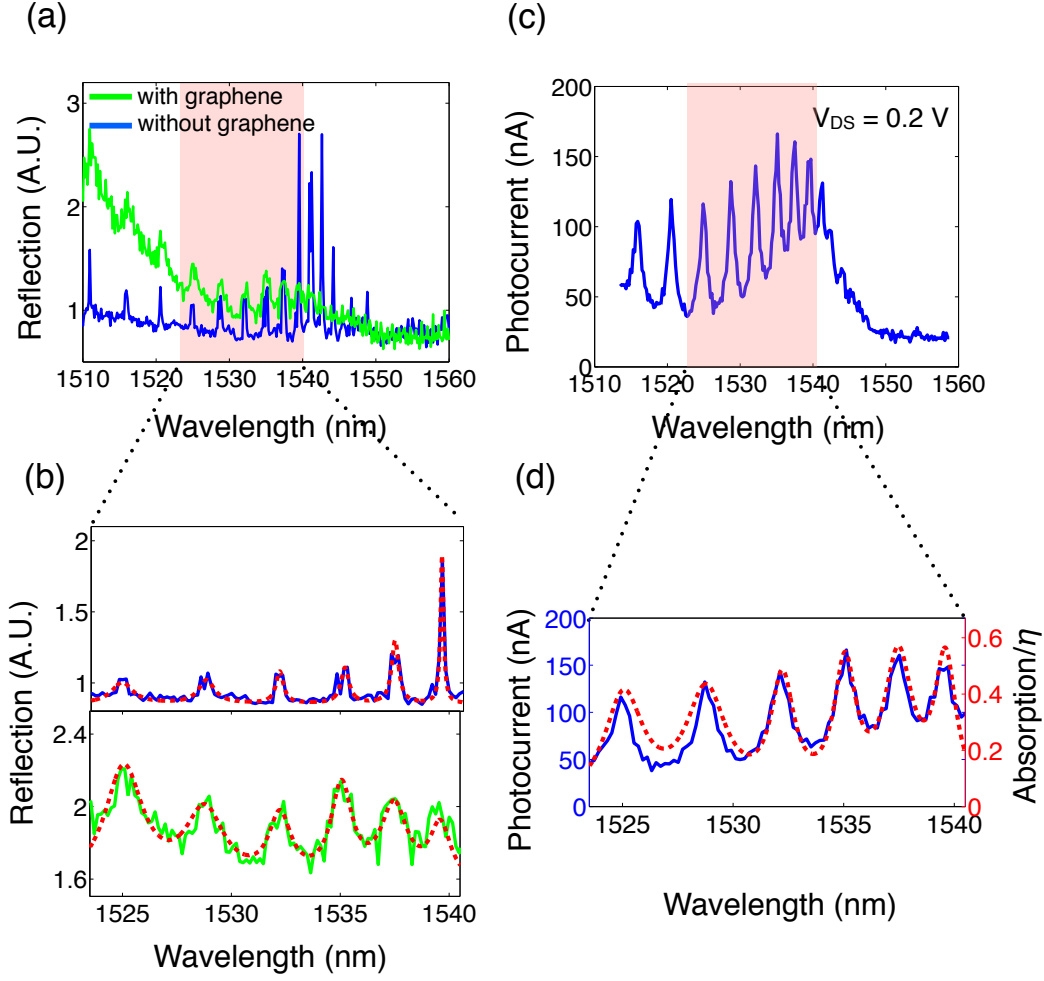 (a)
3
2
1
Reflection (A.U.)
with graphene
without graphene
1510 1520 1530 1540 1550 1560
Wavelength (nm)
(c)
200
150
100
50
0
Photocurrent (nA)
VDS = 0.2 V
1510 1520 1530 1540 1550 1560
Wavelength (nm)
(b)
2
1.5
1
2.4
2
1.6
Reflection (A.U.)
1525 1530 1535 1540
Wavelength (nm)
(d)
200
150
100
50
0
Photocurrent (nA)
0.6
0.4
0.2
0
Absorption/η
1525 1530 1535 1540
Wavelength (nm)